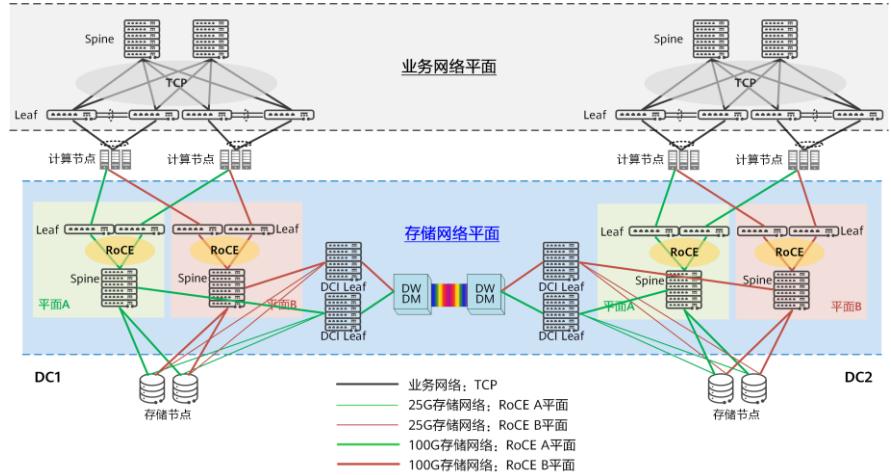 Spine
Spine
业务网络平面
TCP
TCP
Leaf
Leaf
计算节点
计算节点
计算节点
计算节点
存储网络平面
Leaf
Leaf
Leaf
Leaf
RoCE
RoCE
RoCE
RoCE
Spine
Spine
Spine
Spine
DCI Leaf
DCI Leaf
DW
DM
DW
DM
平面A
平面B
平面A
平面B
DCI Leaf
DCI Leaf
DC1
DC2
存储节点
存储节点
业务网络：TCP
25G存储网络：RoCE A平面
25G存储网络：RoCE B平面
100G存储网络：RoCE A平面
100G存储网络：RoCE B平面